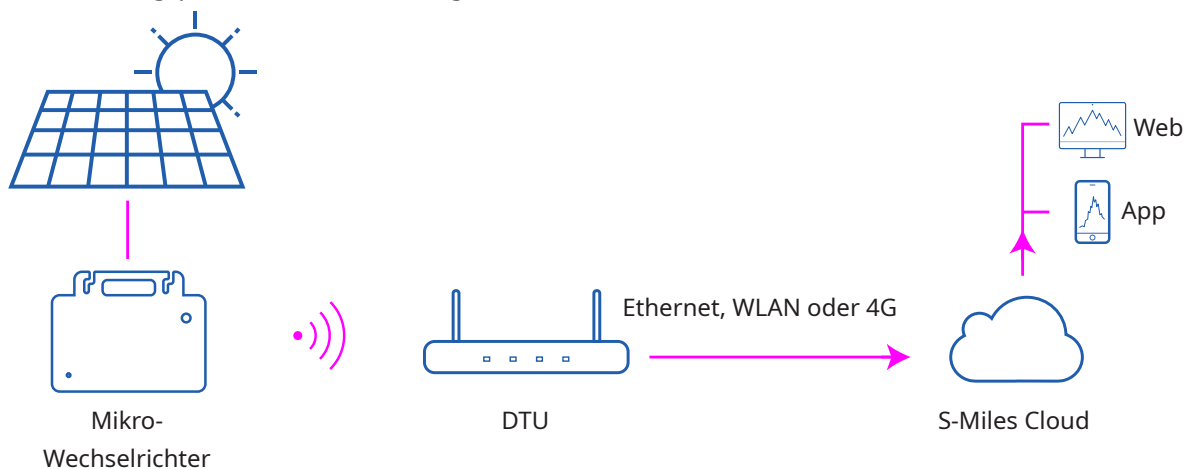 Web
App
Ethernet, WLAN oder 4G
Mikro-
Wechselrichter
DTU
S-Miles Cloud